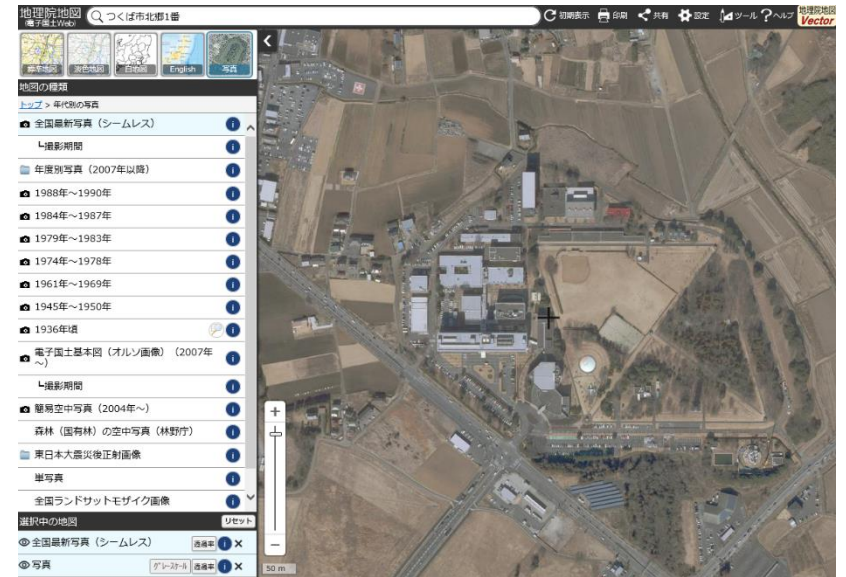 地理院地図
(電子国土Web)
つくば市北郷1番
初期表示
印刷
共有
設定
ツール
ヘルプ
地理院地図
Vector
標準地図
淡色地図
白地図
English
写真
地図の種類
トップ > 年代別の写真
全国最新写真（シームレス）
┗撮影期間
年度別写真（2007年以降）
1988年～1990年
1984年～1987年
1979年～1983年
1974年～1978年
1961年～1969年
1945年～1950年
1936年頃
電子国土基本図（オルソ画像）（2007年
～）
┗撮影期間
簡易空中写真（2004年～）
森林（国有林）の空中写真（林野庁）
東日本大震災後正射画像
単写真
全国ランドサットモザイク画像
選択中の地図 リセット
全国最新写真（シームレス） 透過率
写真 グレースケール 透過率
50 m